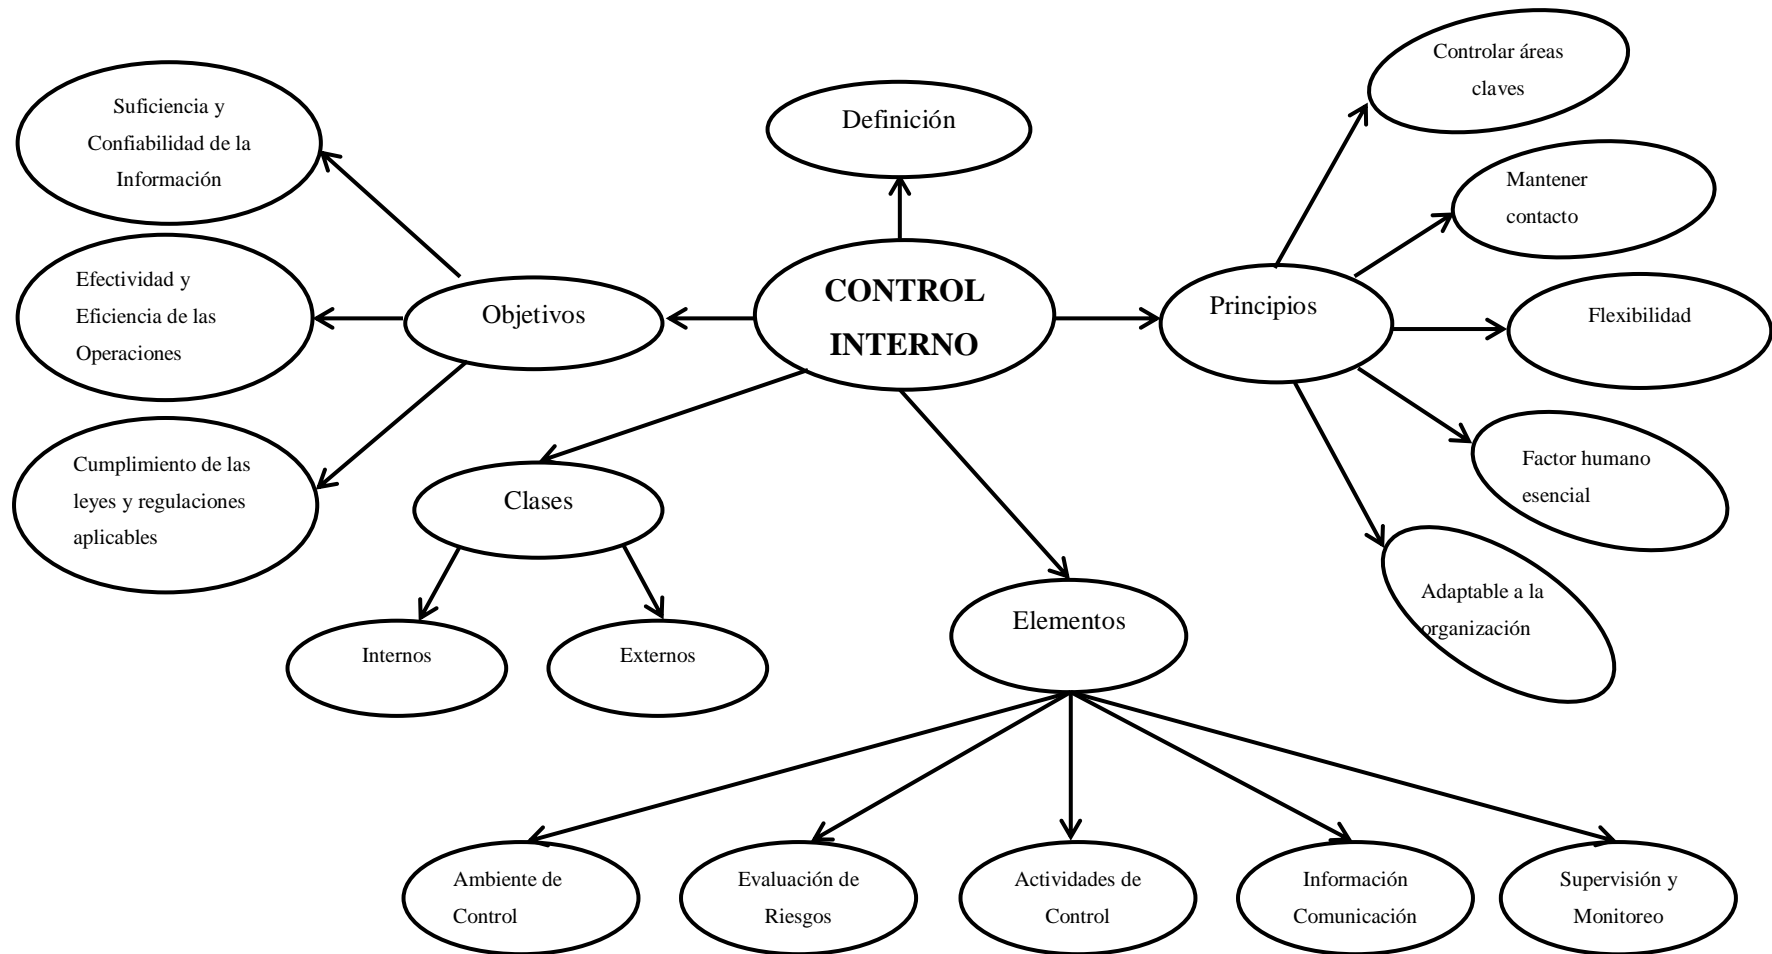 Controlar áreas
claves
Suficiencia y
Confiabilidad de la
Información
Definición
Mantener
contacto
Efectividad y
Eficiencia de las
Operaciones
Objetivos
CONTROL
INTERNO
Principios
Flexibilidad
Cumplimiento de las
leyes y regulaciones
aplicables
Clases
Factor humano
esencial
Internos
Externos
Elementos
Adaptable a la
organización
Ambiente de
Control
Evaluación de
Riesgos
Actividades de
Control
Información
Comunicación
Supervisión y
Monitoreo